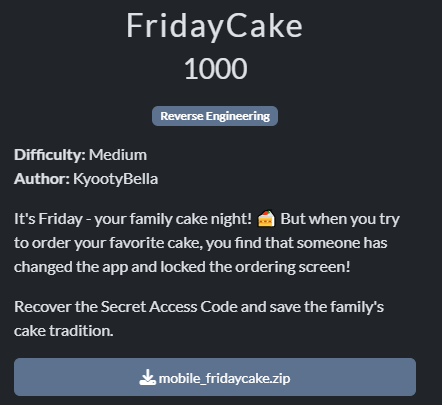 FridayCake
1000
Reverse Engineering
Difficulty: Medium
Author: KyootyBella
It's Friday - your family cake night! 🍰 But when you try
to order your favorite cake, you find that someone has
changed the app and locked the ordering screen!
Recover the Secret Access Code and save the family's
cake tradition.
mobile_fridaycake.zip